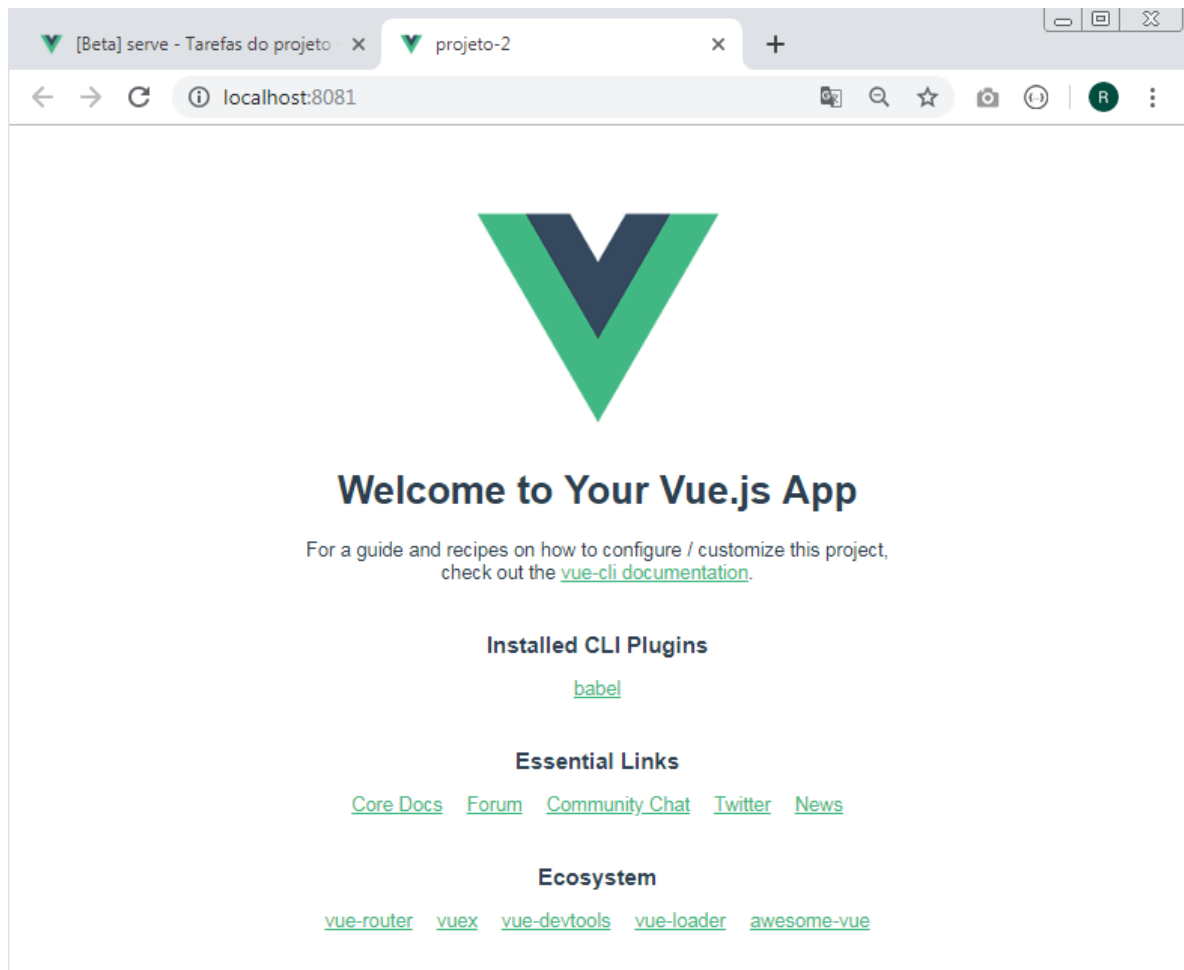 [Beta] serve - Tarefas do projeto
projeto-2
localhost:8081
R
Welcome to Your Vue.js App
For a guide and recipes on how to configure / customize this project,
check out the vue-cli documentation.
Installed CLI Plugins
babel
Essential Links
Core Docs Forum Community Chat Twitter News
Ecosystem
vue-router vuex vue-devtools vue-loader awesome-vue